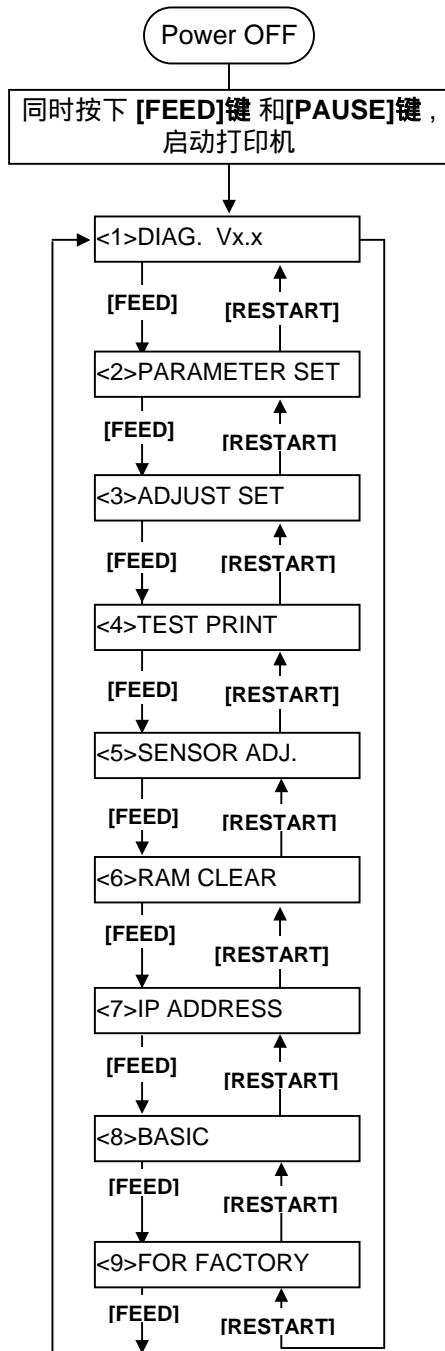 Power OFF
同时按下 [FEED]键 和[PAUSE]键 ,
启动打印机
<1>DIAG. Vx.x
[FEED] [RESTART]
<2>PARAMETER SET
[FEED] [RESTART]
<3>ADJUST SET
[FEED] [RESTART]
<4>TEST PRINT
[FEED] [RESTART]
<5>SENSOR ADJ.
[FEED] [RESTART]
<6>RAM CLEAR
[FEED] [RESTART]
<7>IP ADDRESS
[FEED] [RESTART]
<8>BASIC
[FEED] [RESTART]
<9>FOR FACTORY
[FEED] [RESTART]